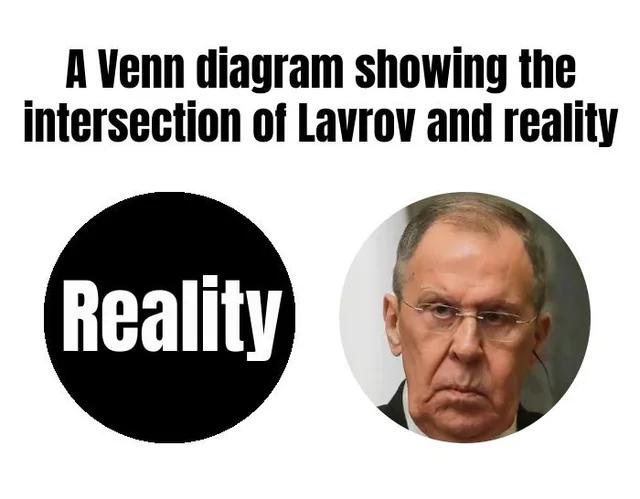 A Venn diagram showing the
intersection of Lavrov and reality
Reality